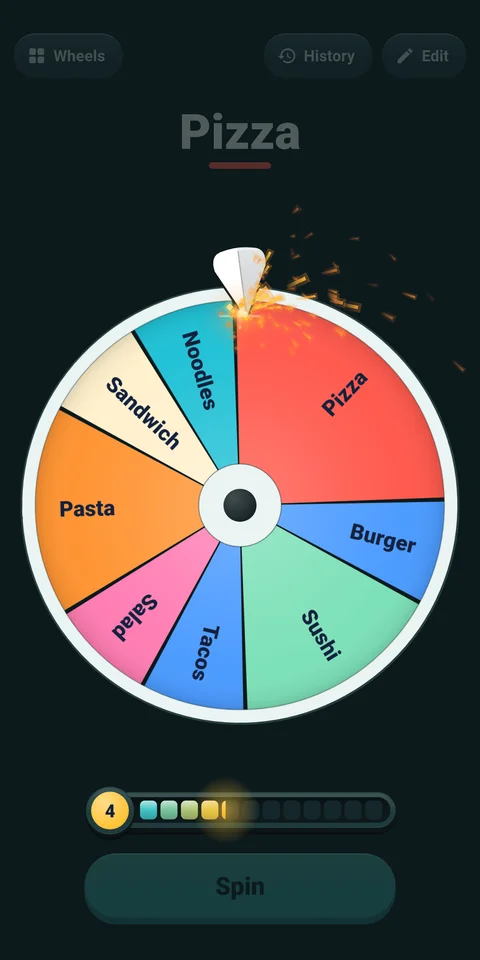 Wheels
History
Edit
Pizza
Noodles
Pizza
Sandwich
Pasta
Burger
Salad
Tacos
Sushi
4
Spin